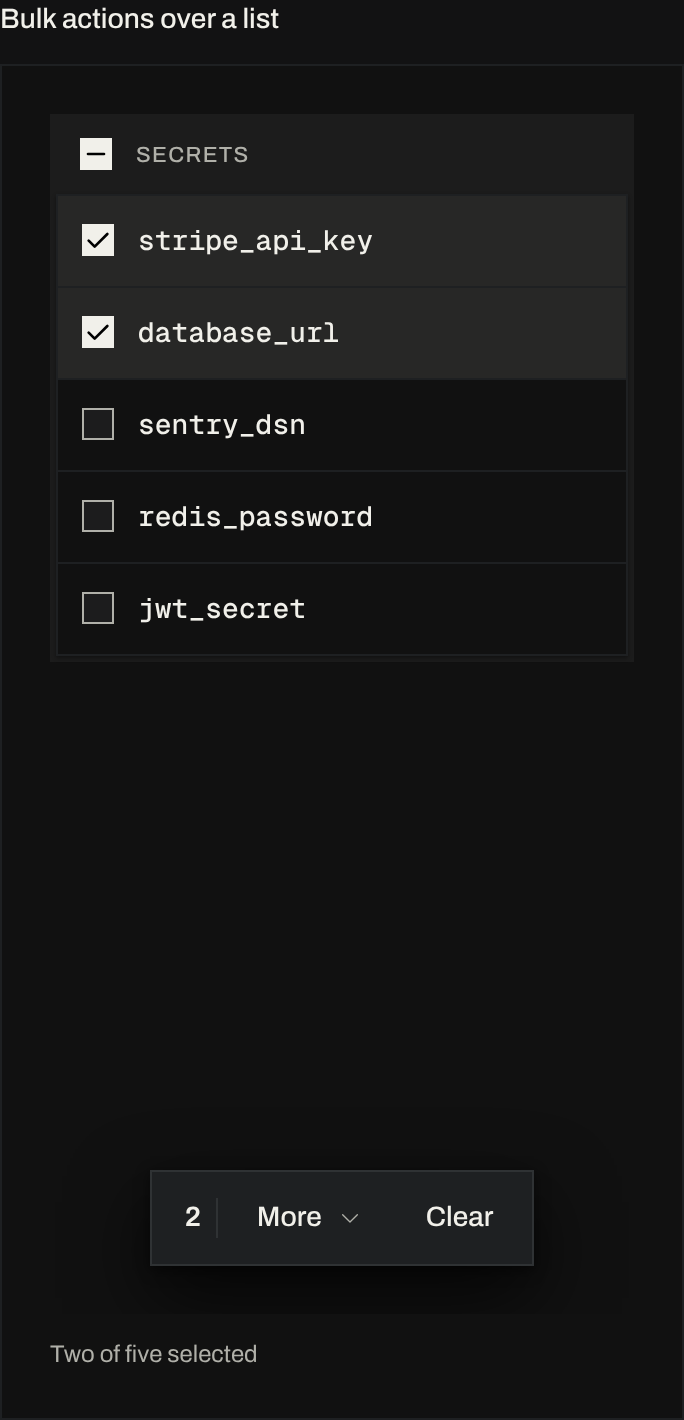 Bulk actions over a list
SECRETS
stripe_api_key
database_url
sentry_dsn
redis_password
jwt_secret
2 More Clear
Two of five selected